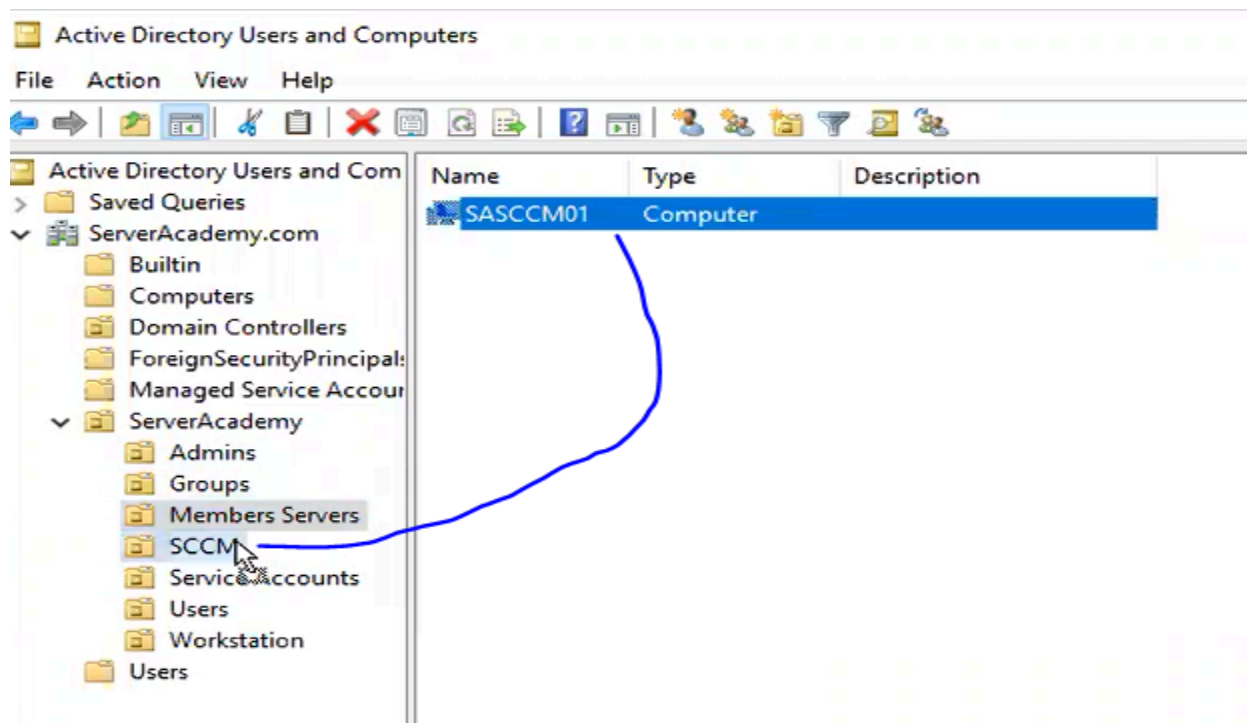 Active Directory Users and Computers
File Action View Help
Active Directory Users and Com
Saved Queries
ServerAcademy.com
Builtin
Computers
Domain Controllers
ForeignSecurityPrincipals
Managed Service Accour
ServerAcademy
Admins
Groups
Members Servers
SCCM
Service Accounts
Users
Workstation
Users
Name Type Description
SASCCM01 Computer